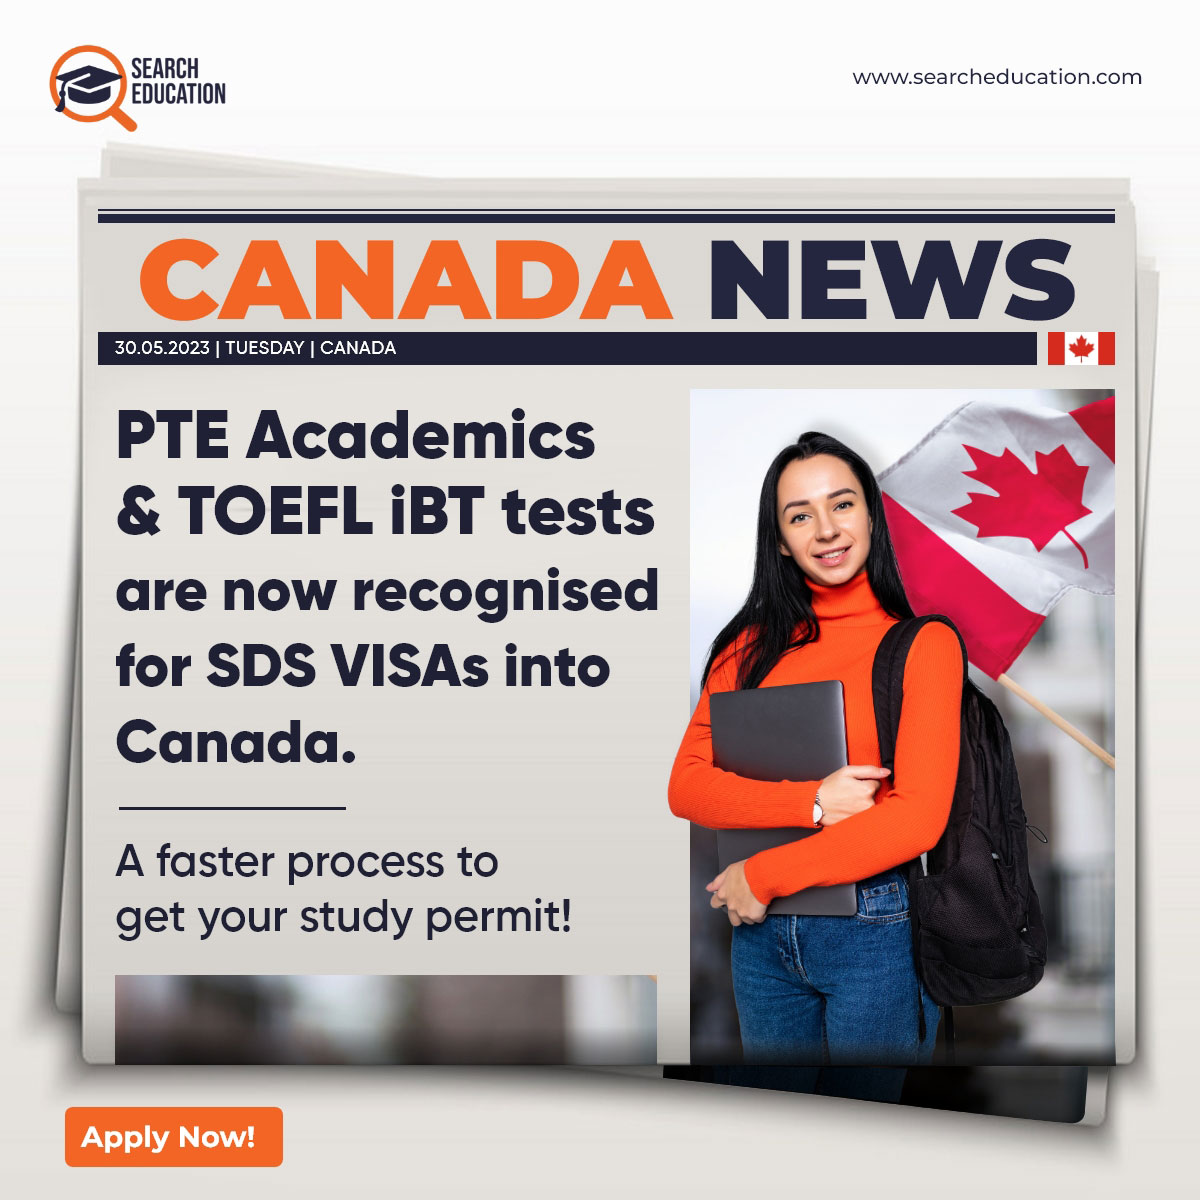 SEARCH
EDUCATION
www.searcheducation.com
CANADA NEWS
30.05.2023 | TUESDAY | CANADA
PTE Academics
& TOEFL iBT tests
are now recognised
for SDS VISAs into
Canada.
A faster process to
get your study permit!
Apply Now!